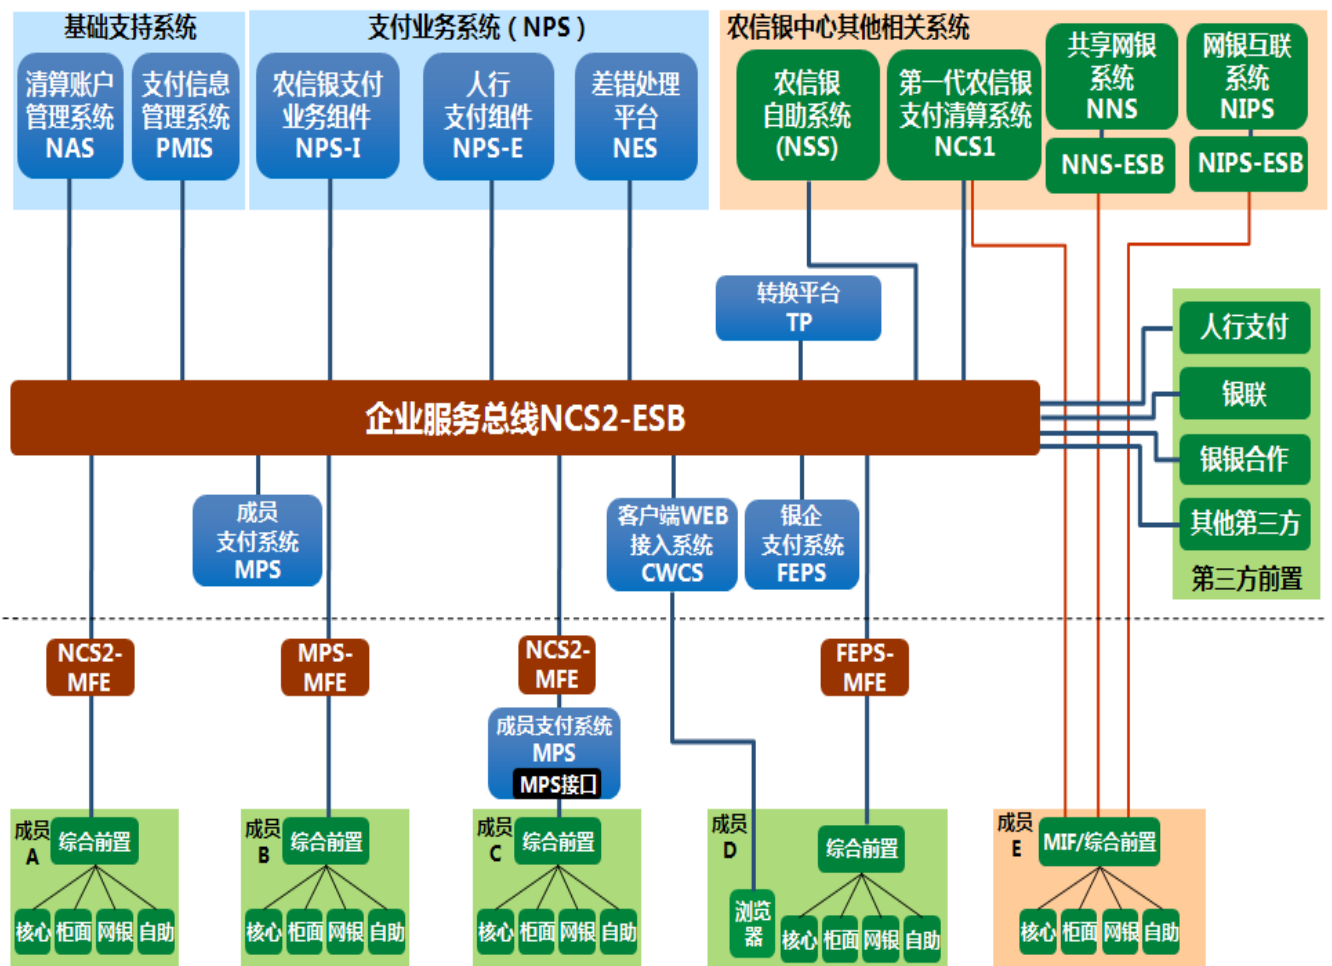 基础支持系统
清算账户
管理系统
NAS
支付信息
管理系统
PMIS
支付业务系统（NPS）
农信银支付
业务组件
NPS-I
人行
支付组件
NPS-E
差错处理
平台
NES
农信银中心其他相关系统
农信银
自助系统
(NSS)
第一代农信银
支付清算系统
NCS1
共享网银
系统
NNS
NNS-ESB
网银互联
系统
NIPS
NIPS-ESB
转换平台
TP
人行支付
银联
银银合作
其他第三方
第三方前置
企业服务总线NCS2-ESB
成员
支付系统
MPS
客户端WEB
接入系统
CWCS
银企
支付系统
FEPS
NCS2-
MFE
MPS-
MFE
NCS2-
MFE
成员支付系统
MPS
MPS接口
FEPS-
MFE
成员
A
综合前置
核心
柜面
网银
自助
成员
B
综合前置
核心
柜面
网银
自助
成员
C
综合前置
核心
柜面
网银
自助
成员
D
浏览
器
综合前置
核心
柜面
网银
自助
成员
E
MIF/综合前置
核心
柜面
网银
自助